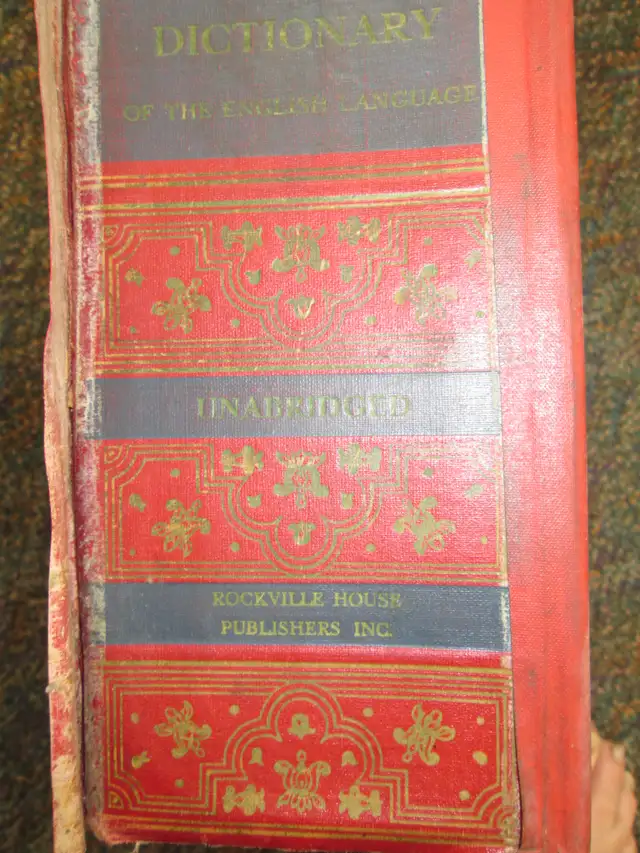 DICTIONARY
OF THE ENGLISH LANGUAGE
UNABRIDGED
ROCKVILLE HOUSE
PUBLISHERS INC.